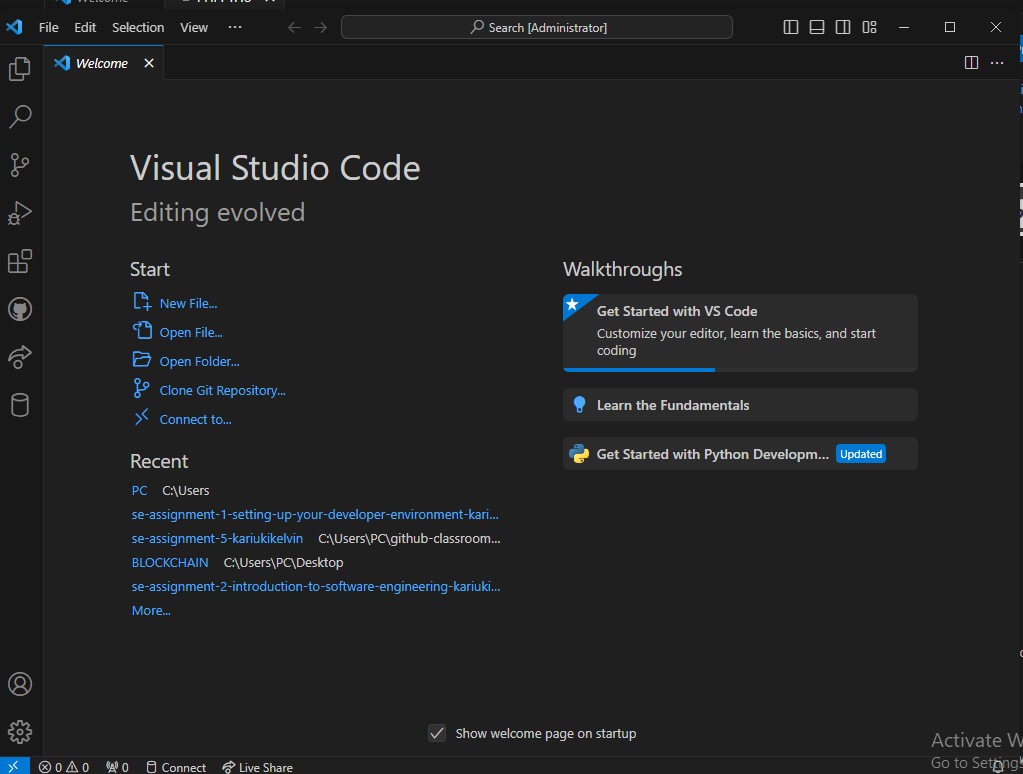 File Edit Selection View ··· Search [Administrator]
Welcome
Visual Studio Code
Editing evolved
Start
New File...
Open File...
Open Folder...
Clone Git Repository...
Connect to...
Recent
PC C:\Users
se-assignment-1-setting-up-your-developer-environment-kari...
se-assignment-5-kariukikelvin C:\Users\PC\github-classroom...
BLOCKCHAIN C:\Users\PC\Desktop
se-assignment-2-introduction-to-software-engineering-kariuki...
More...
Walkthroughs
Get Started with VS Code
Customize your editor, learn the basics, and start
coding
Learn the Fundamentals
Get Started with Python Developm... Updated
Show welcome page on startup
Activate W
Go to Settings
0 0 0 Connect Live Share